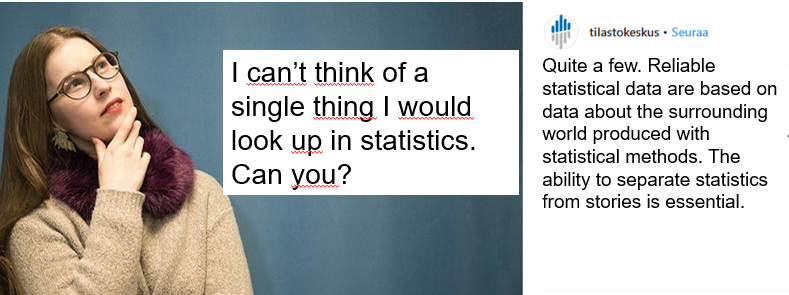 I can't think of a
single thing I would
look up in statistics.
Can you?
tilastokeskus • Seuraa
Quite a few. Reliable
statistical data are based on
data about the surrounding
world produced with
statistical methods. The
ability to separate statistics
from stories is essential.